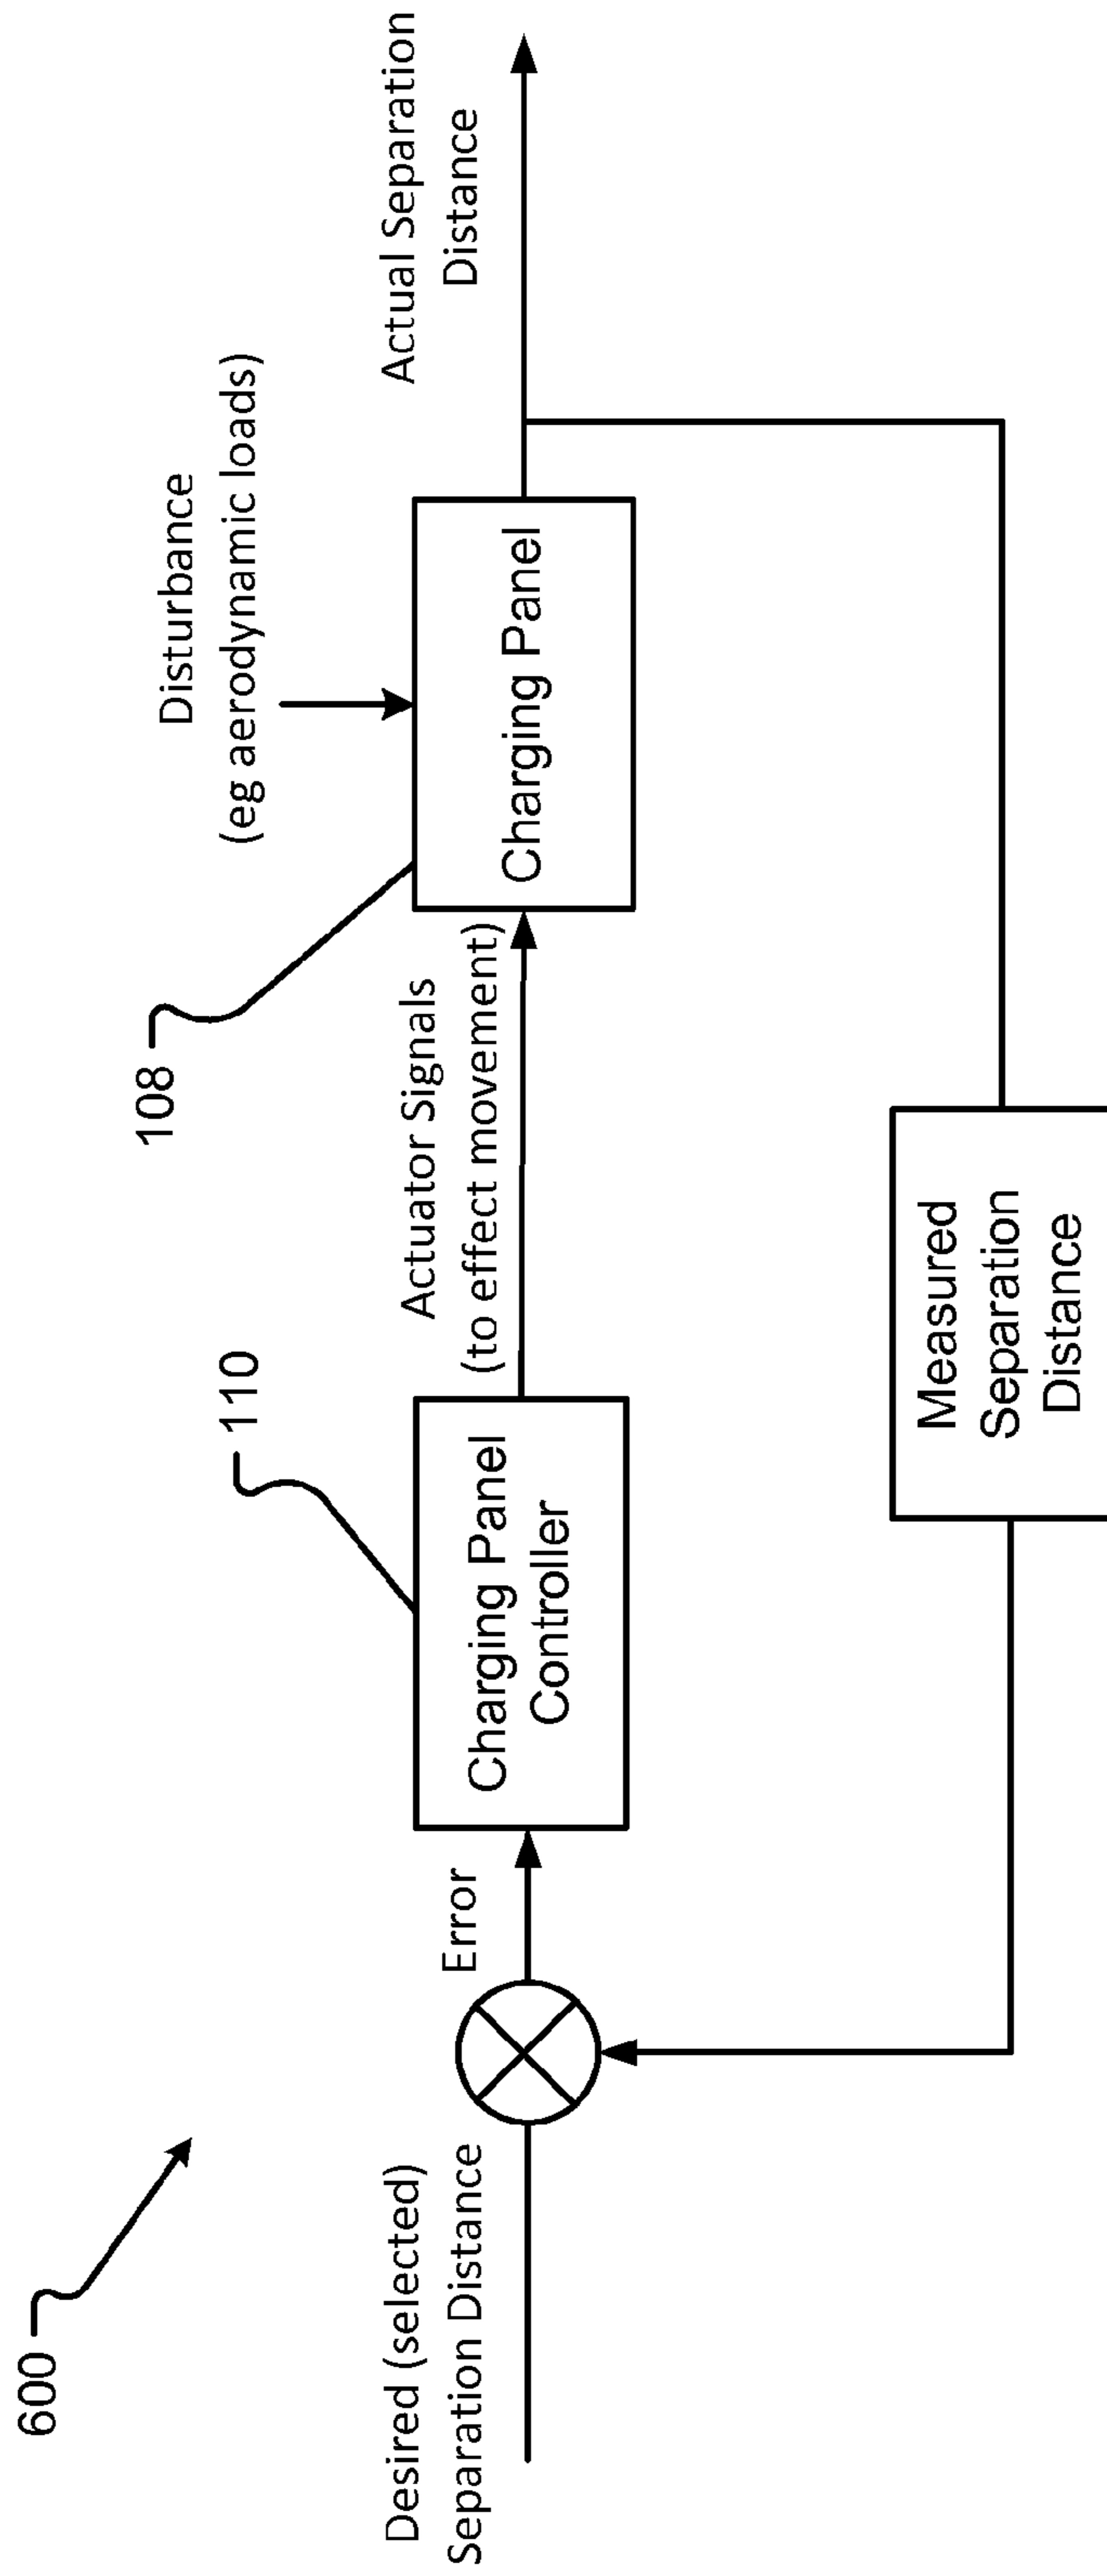 600
Desired (selected)
Separation Distance
Error
110
Charging Panel
Controller
Actuator Signals
(to effect movement)
108
Disturbance
(eg aerodynamic loads)
Charging Panel
Actual Separation
Distance
Measured
Separation
Distance